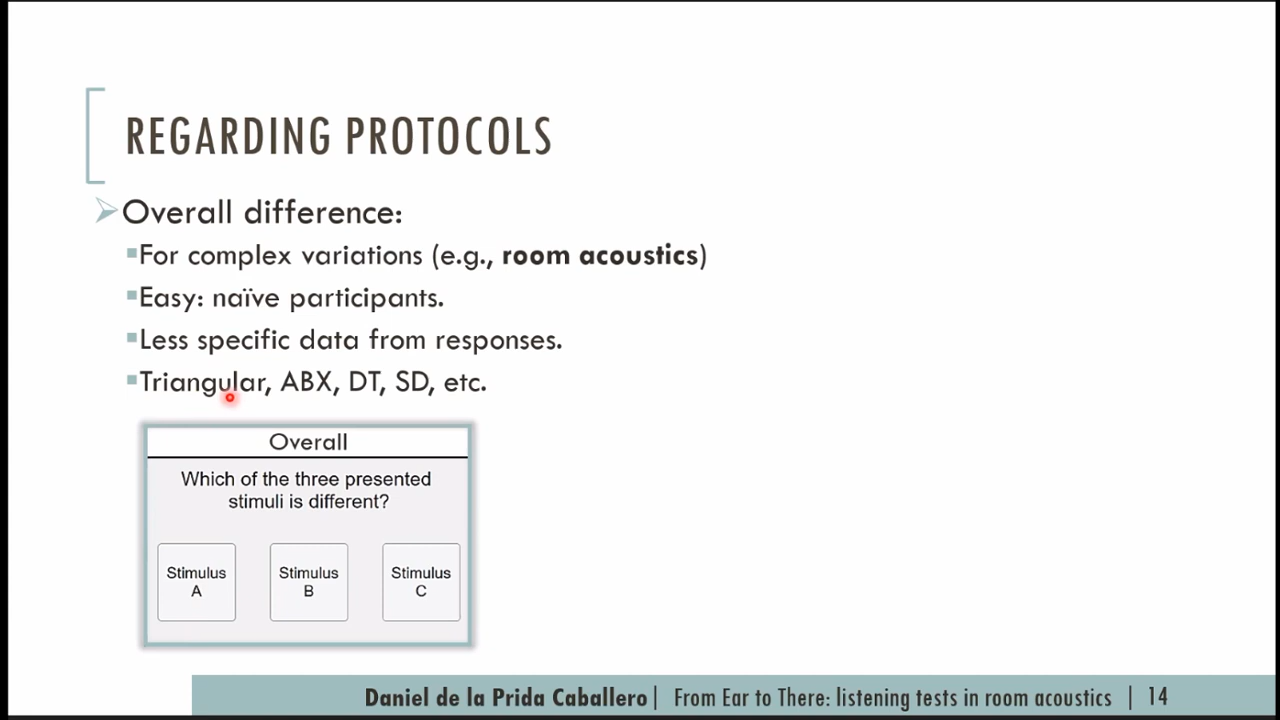 REGARDING PROTOCOLS
Overall difference:
For complex variations (e.g., room acoustics)
Easy: naïve participants.
Less specific data from responses.
Triangular, ABX, DT, SD, etc.
Overall
Which of the three presented
stimuli is different?
Stimulus
A
Stimulus
B
Stimulus
C
Daniel de la Prida Caballero| From Ear to There: listening tests in room acoustics | 14